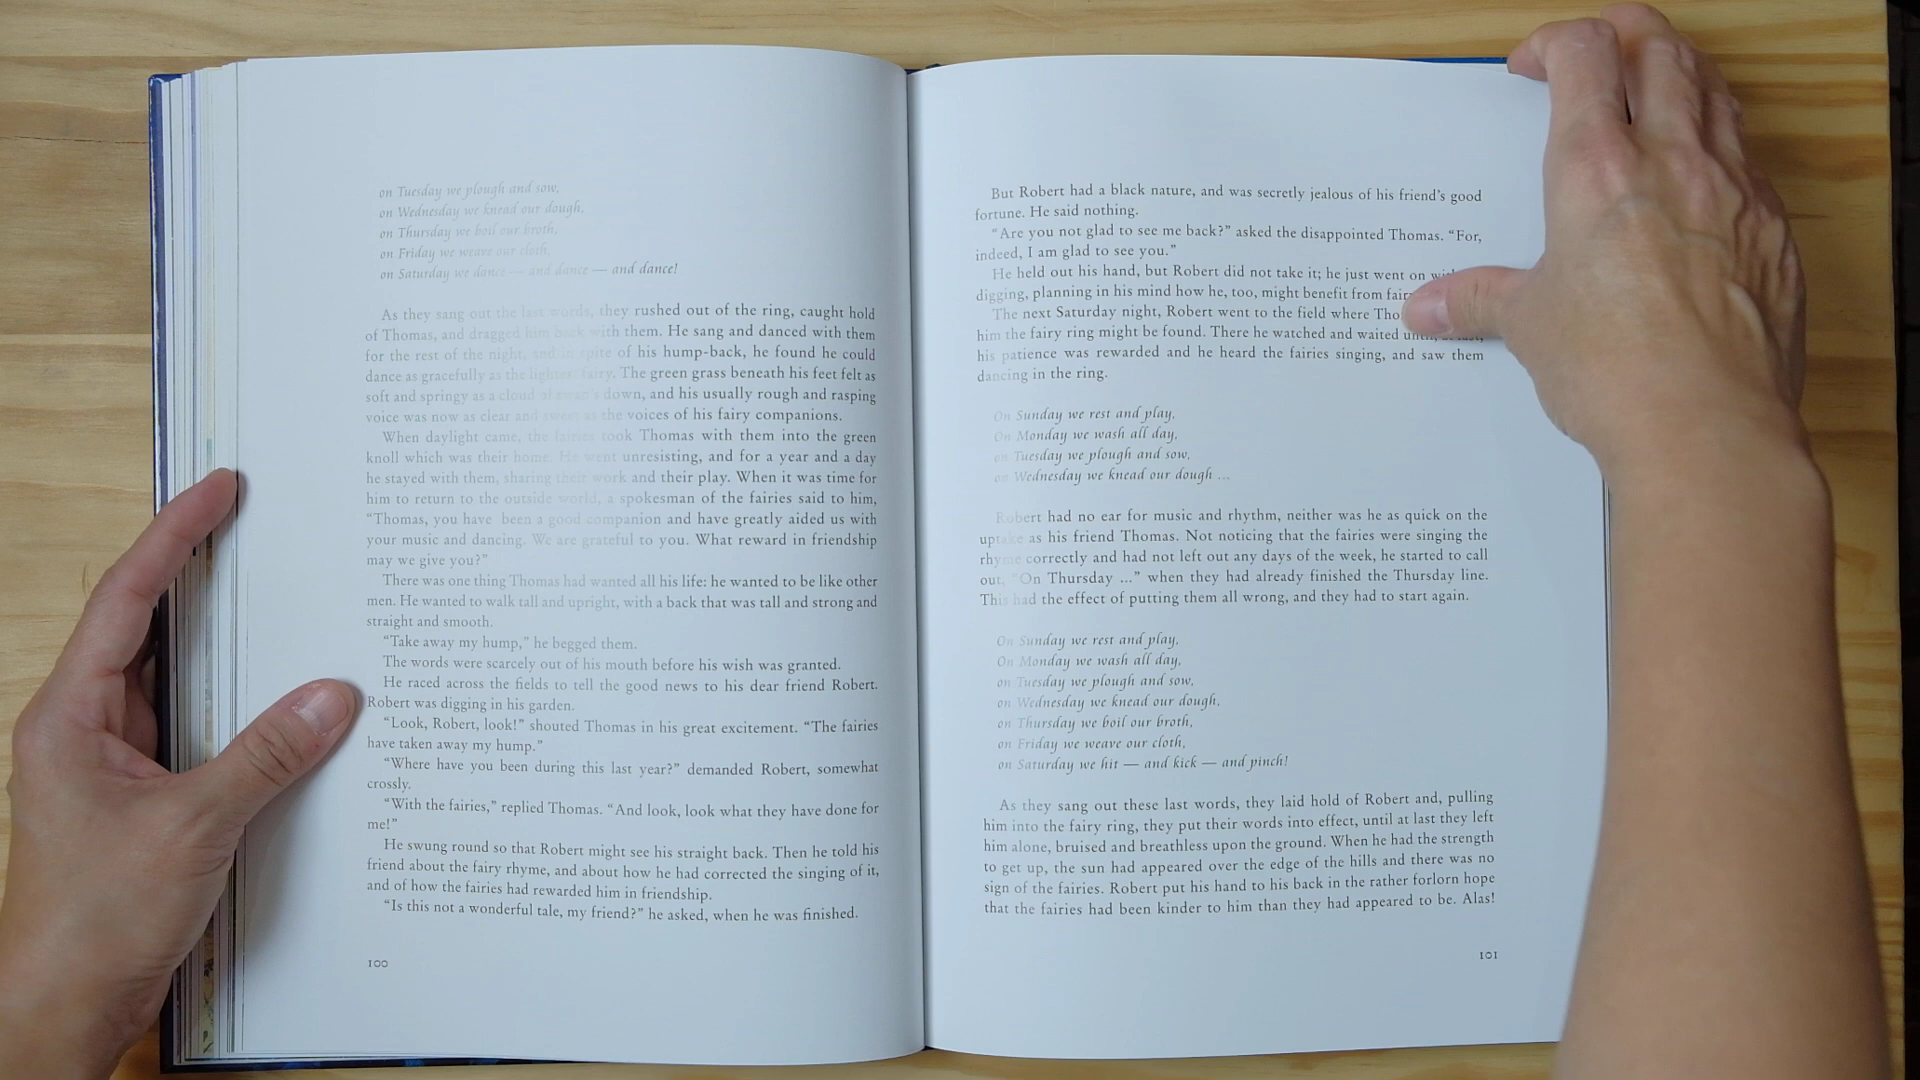 on Tuesday we plough and sow,
on Wednesday we knead our dough,
on Thursday we boil our broth,
on Friday we weave our cloth,
on Saturday we dance — and dance — and dance!
As they sang out the last words, they rushed out of the ring, caught hold
of Thomas, and dragged him back with them. He sang and danced with them
for the rest of the night, and in spite of his hump-back, he found he could
dance as gracefully as the lightest fairy. The green grass beneath his feet felt as
soft and springy as a cloud of swan's down, and his usually rough and rasping
voice was now as clear and sweet as the voices of his fairy companions.
When daylight came, the fairies took Thomas with them into the green
knoll which was their home. He went unresisting, and for a year and a day
he stayed with them, sharing their work and their play. When it was time for
him to return to the outside world, a spokesman of the fairies said to him,
“Thomas, you have been a good companion and have greatly aided us with
your music and dancing. We are grateful to you. What reward in friendship
may we give you?”
There was one thing Thomas had wanted all his life: he wanted to be like other
men. He wanted to walk tall and upright, with a back that was tall and strong and
straight and smooth.
“Take away my hump,” he begged them.
The words were scarcely out of his mouth before his wish was granted.
He raced across the fields to tell the good news to his dear friend Robert.
Robert was digging in his garden.
“Look, Robert, look!” shouted Thomas in his great excitement. “The fairies
have taken away my hump.”
“Where have you been during this last year?” demanded Robert, somewhat
crossly.
“With the fairies,” replied Thomas. “And look, look what they have done for
me!”
He swung round so that Robert might see his straight back. Then he told his
friend about the fairy rhyme, and about how he had corrected the singing of it,
and of how the fairies had rewarded him in friendship.
“Is this not a wonderful tale, my friend?” he asked, when he was finished.
100
But Robert had a black nature, and was secretly jealous of his friend's good
fortune. He said nothing.
“Are you not glad to see me back?” asked the disappointed Thomas. “For,
indeed, I am glad to see you.”
He held out his hand, but Robert did not take it; he just went on
digging, planning in his mind how he, too, might benefit from
The next Saturday night, Robert went to the field where
him the fairy ring might be found. There he watched and waited
his patience was rewarded and he heard the fairies singing, and saw them
dancing in the ring.
On Sunday we rest and play,
On Monday we wash all day,
on Tuesday we plough and sow,
on Wednesday we knead our dough ...
Robert had no ear for music and rhythm, neither was he as quick on the
uptake as his friend Thomas. Not noticing that the fairies were singing the
rhyme correctly and had not left out any days of the week, he started to call
out, “On Thursday ...” when they had already finished the Thursday line.
This had the effect of putting them all wrong, and they had to start again.
On Sunday we rest and play,
On Monday we wash all day,
on Tuesday we plough and sow,
on Wednesday we knead our dough,
on Thursday we boil our broth,
on Friday we weave our cloth,
on Saturday we hit — and kick — and pinch!
As they sang out these last words, they laid hold of Robert and, pulling
him into the fairy ring, they put their words into effect, until at last they left
him alone, bruised and breathless upon the ground. When he had the strength
to get up, the sun had appeared over the edge of the hills and there was no
sign of the fairies. Robert put his hand to his back in the rather forlorn hope
that the fairies had been kinder to him than they had appeared to be. Alas!
101